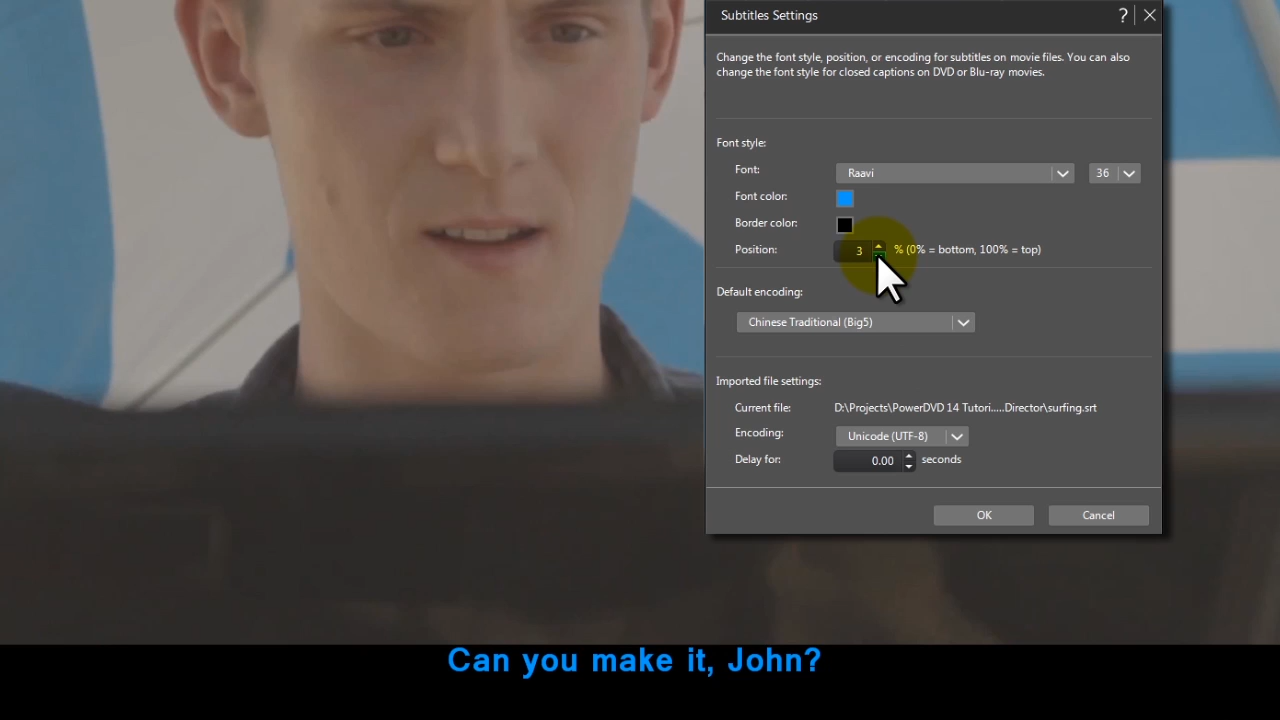 Subtitles Settings
?
Change the font style, position, or encoding for subtitles on movie files. You can also
change the font style for closed captions on DVD or Blu-ray movies.
Font style:
Font: Raavi 36
Font color:
Border color:
Position: 3 % (0% = bottom, 100% = top)
Default encoding:
Chinese Traditional (Big5)
Imported file settings:
Current file: D:\Projects\PowerDVD 14 Tutori.....Director\surfing.srt
Encoding: Unicode (UTF-8)
Delay for: 0.00 seconds
OK Cancel
Can you make it, John?